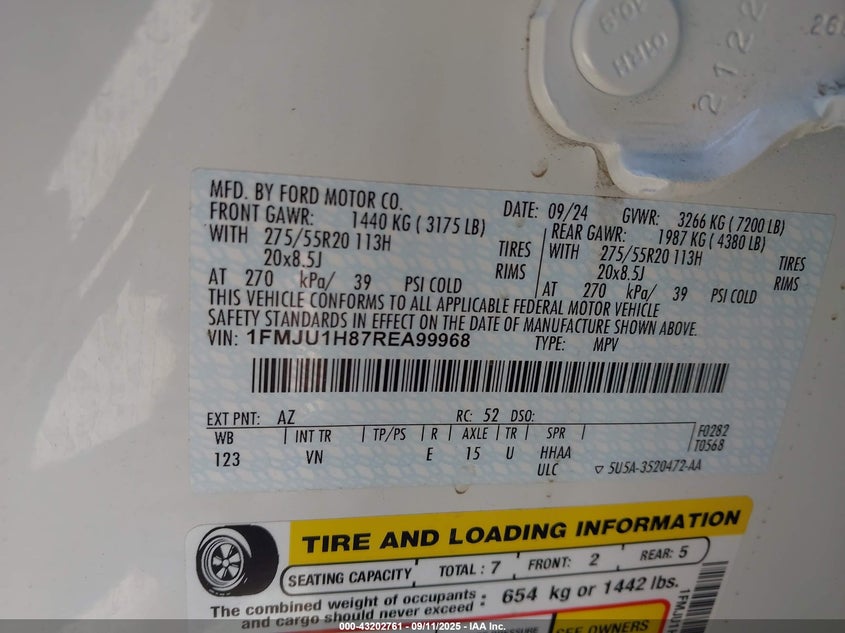 10.9
OTRH
2122
MFD. BY FORD MOTOR CO.
DATE: 09/24 GVWR: 3266 KG ( 7200 LB)
FRONT GAWR: 1440 KG ( 3175 LB) REAR GAWR: 1987 KG ( 4380 LB)
WITH 275/55R20 113H TIRES WITH 275/55R20 113H TIRES
20x8.5J RIMS 20x8.5J RIMS
AT 270 kPa/ 39 PSI COLD AT 270 kPa/ 39 PSI COLD
THIS VEHICLE CONFORMS TO ALL APPLICABLE FEDERAL MOTOR VEHICLE
SAFETY STANDARDS IN EFFECT ON THE DATE OF MANUFACTURE SHOWN ABOVE.
VIN: 1FMJU1H87REA99968 TYPE: MPV
EXT PNT: AZ RC: 52 DSO:
WB INT TR TP/PS R AXLE TR SPR F0282
123 VN E 15 U HHAA T0568
ULC 5U5A-3520472-AA
TIRE AND LOADING INFORMATION
SEATING CAPACITY TOTAL : 7 FRONT: 2 REAR: 5
The combined weight of occupants : 654 kg or 1442 lbs.
and cargo should never exceed
SEE OWNERS
000-43202761 - 09/11/2025 - IAA Inc.